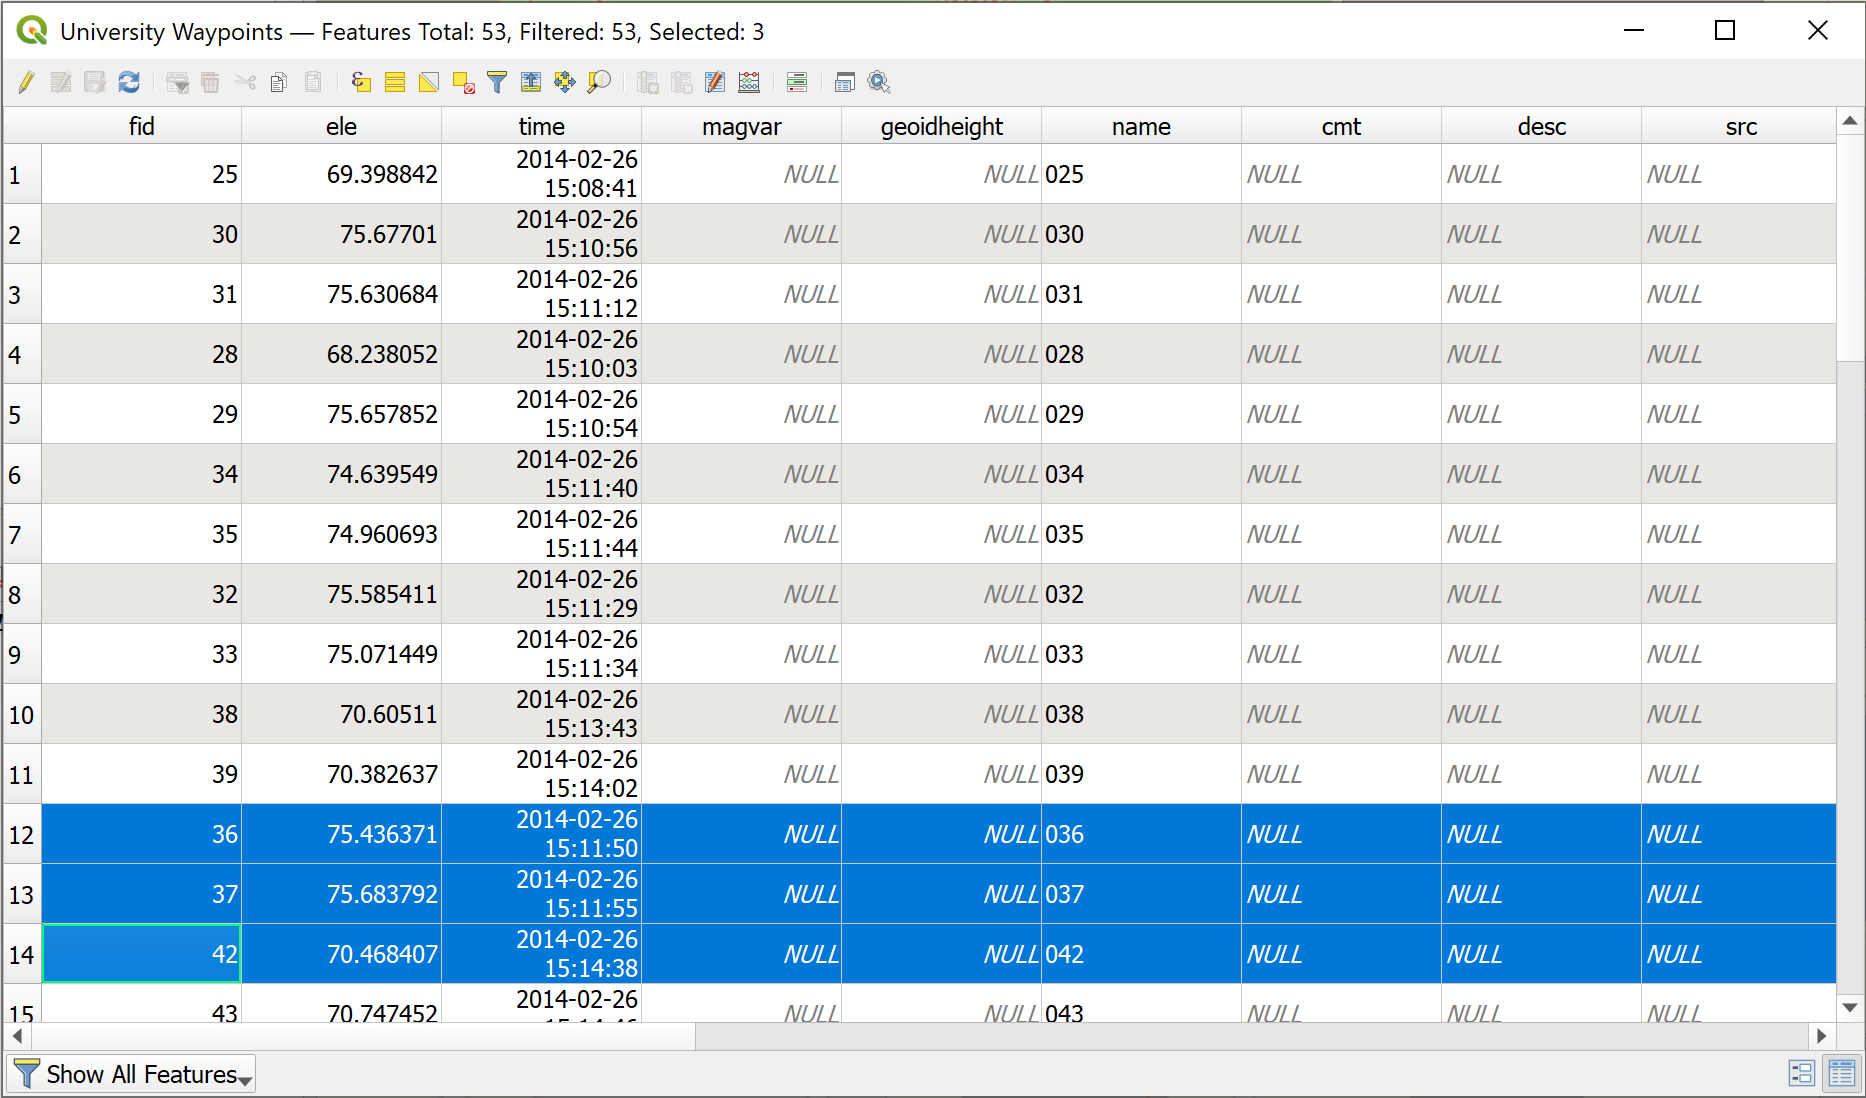 University Waypoints — Features Total: 53, Filtered: 53, Selected: 3
fid ele time magvar geoidheight name cmt desc src
1 25 69.398842 2014-02-26 15:08:41 NULL NULL 025 NULL NULL NULL
2 30 75.67701 2014-02-26 15:10:56 NULL NULL 030 NULL NULL NULL
3 31 75.630684 2014-02-26 15:11:12 NULL NULL 031 NULL NULL NULL
4 28 68.238052 2014-02-26 15:10:03 NULL NULL 028 NULL NULL NULL
5 29 75.657852 2014-02-26 15:10:54 NULL NULL 029 NULL NULL NULL
6 34 74.639549 2014-02-26 15:11:40 NULL NULL 034 NULL NULL NULL
7 35 74.960693 2014-02-26 15:11:44 NULL NULL 035 NULL NULL NULL
8 32 75.585411 2014-02-26 15:11:29 NULL NULL 032 NULL NULL NULL
9 33 75.071449 2014-02-26 15:11:34 NULL NULL 033 NULL NULL NULL
10 38 70.60511 2014-02-26 15:13:43 NULL NULL 038 NULL NULL NULL
11 39 70.382637 2014-02-26 15:14:02 NULL NULL 039 NULL NULL NULL
12 36 75.436371 2014-02-26 15:11:50 NULL NULL 036 NULL NULL NULL
13 37 75.683792 2014-02-26 15:11:55 NULL NULL 037 NULL NULL NULL
14 42 70.468407 2014-02-26 15:14:38 NULL NULL 042 NULL NULL NULL
15 43 70.747452 2014-02-26 NULL NULL 043 NULL NULL NULL
Show All Features